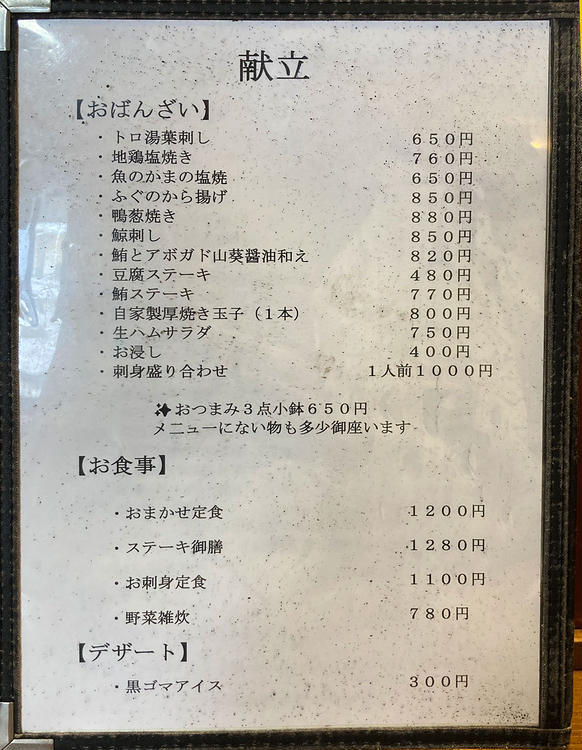 献立
【おばんざい】
・トロ湯葉刺し ６５０円
・地鶏塩焼き ７６０円
・魚のかまの塩焼 ６５０円
・ふぐのから揚げ ８５０円
・鴨葱焼き ８８０円
・鯨刺し ８５０円
・鮪とアボガド山葵醤油和え ８２０円
・豆腐ステーキ ４８０円
・鮪ステーキ ７７０円
・自家製厚焼き玉子（１本） ８００円
・生ハムサラダ ７５０円
・お浸し ４００円
・刺身盛り合わせ １人前１０００円
おつまみ３点小鉢６５０円
メニューにない物も多少御座います
【お食事】
・おまかせ定食 １２００円
・ステーキ御膳 １２８０円
・お刺身定食 １１００円
・野菜雑炊 ７８０円
【デザート】
・黒ゴマアイス ３００円